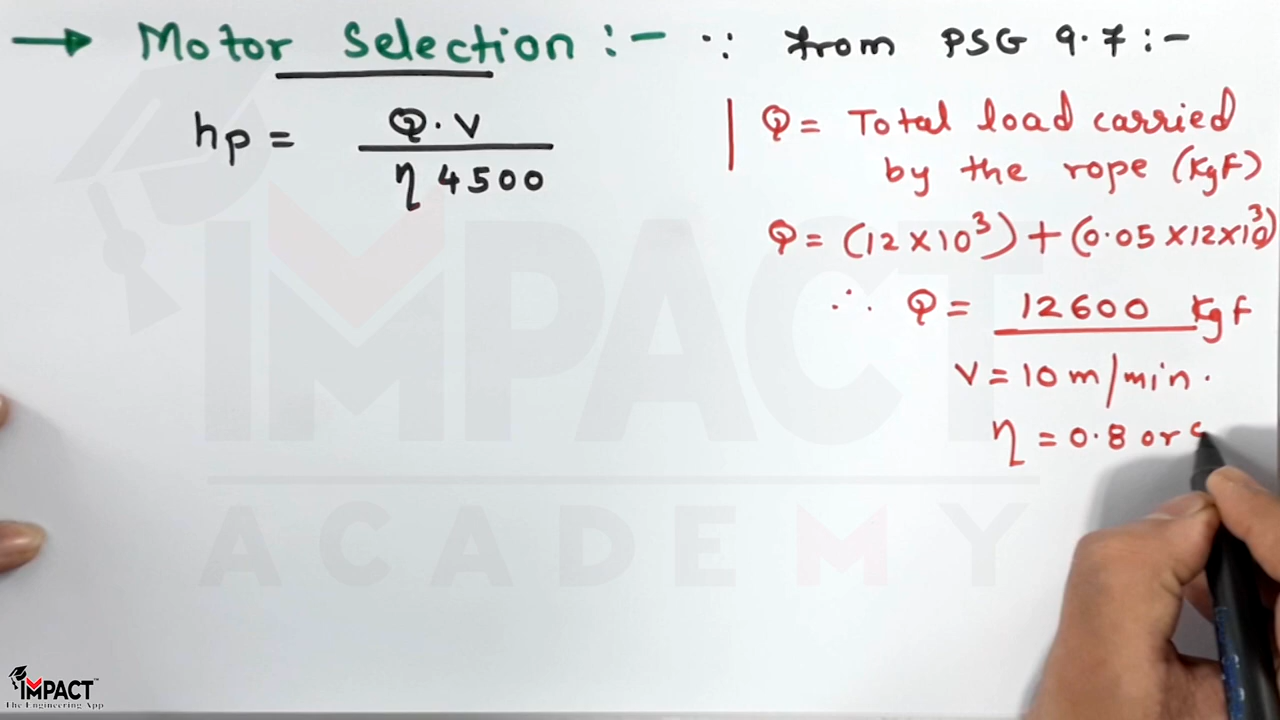 → Motor Selection :- ∵ from PSG 9.7:-
hp = Q.V / η 4500
Q = Total load carried
by the rope (KgF)
Q = (12×10³) + (0.05×12×10³)
∴ Q = 12600 KgF
V = 10 m/min.
η = 0.8 or
IMPACT
ACADEMY
IMPACT™
The Engineering App